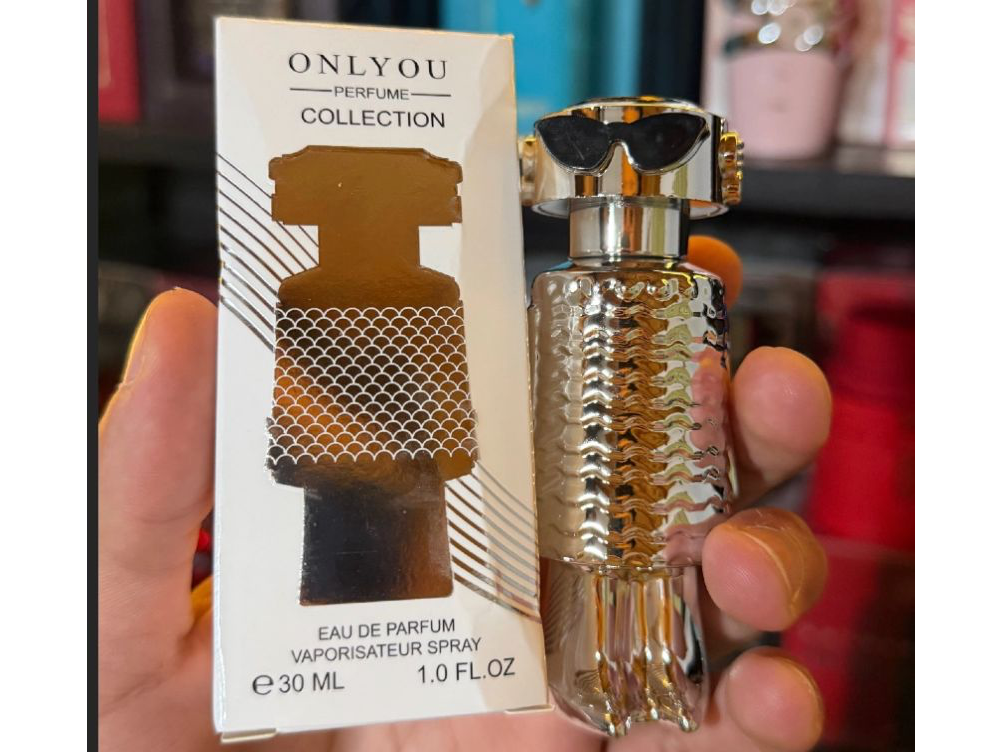 ONLYOU
PERFUME
COLLECTION
EAU DE PARFUM
VAPORISATEUR SPRAY
℮ 30 ML 1.0 FL.OZ